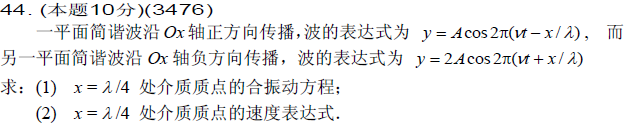 44. (本题10分)(3476)
一平面简谐波沿 Ox 轴正方向传播,波的表达式为 y = A cos 2π(νt − x / λ), 而
另一平面简谐波沿 Ox 轴负方向传播，波的表达式为 y = 2A cos 2π(νt + x / λ)
求：(1) x = λ /4 处介质质点的合振动方程；
(2) x = λ /4 处介质质点的速度表达式．